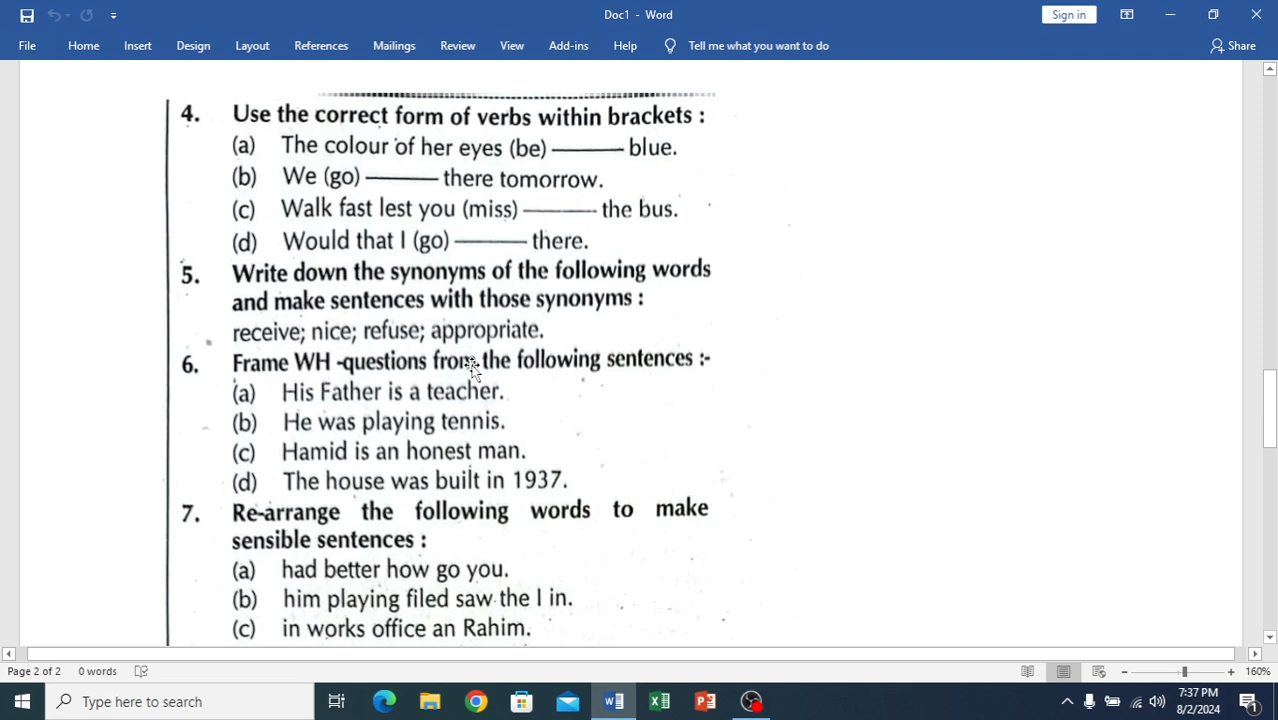 Doc1 - Word
Sign in
File Home Insert Design Layout References Mailings Review View Add-ins Help Tell me what you want to do Share
4. Use the correct form of verbs within brackets :
(a) The colour of her eyes (be) ——— blue.
(b) We (go) ——— there tomorrow.
(c) Walk fast lest you (miss) ——— the bus.
(d) Would that I (go) ——— there.
5. Write down the synonyms of the following words
and make sentences with those synonyms :
receive; nice; refuse; appropriate.
6. Frame WH -questions from the following sentences :-
(a) His Father is a teacher.
(b) He was playing tennis.
(c) Hamid is an honest man.
(d) The house was built in 1937.
7. Re-arrange the following words to make
sensible sentences :
(a) had better how go you.
(b) him playing filed saw the I in.
(c) in works office an Rahim.
Page 2 of 2 0 words 160%
Type here to search
7:37 PM
8/2/2024
1